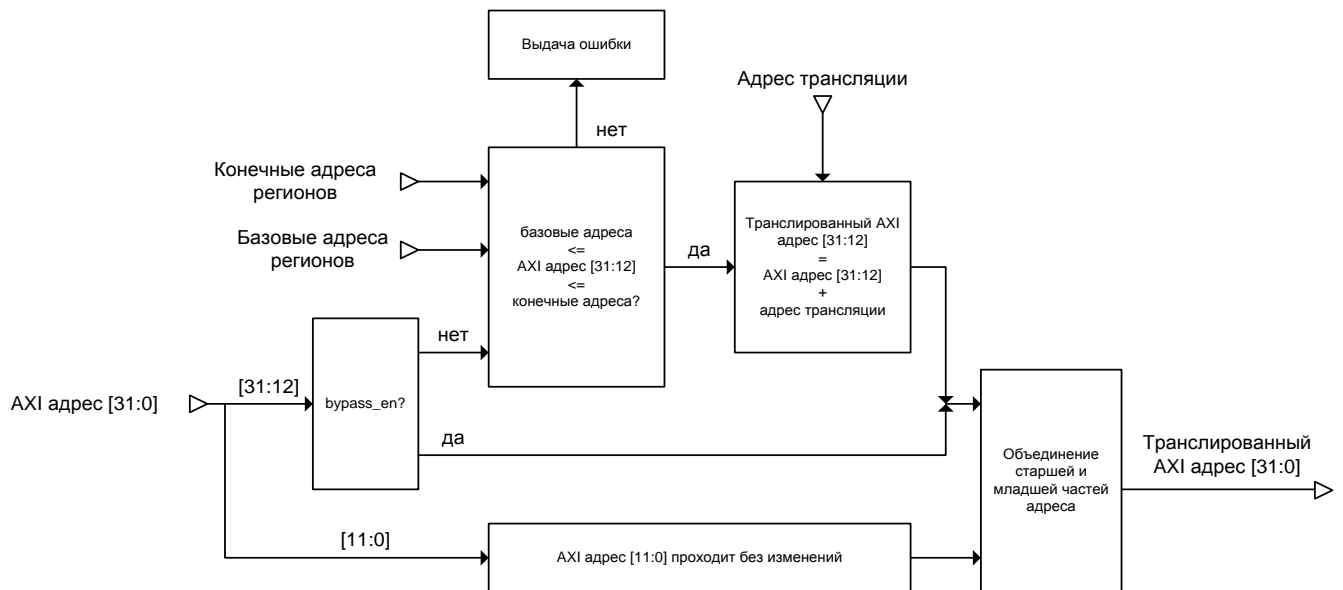 Выдача ошибки
Адрес трансляции
нет
Конечные адреса
регионов
Базовые адреса
регионов
базовые адреса
<=
AXI адрес [31:12]
<=
конечные адреса?
да
Транслированный AXI
адрес [31:12]
=
AXI адрес [31:12]
+
адрес трансляции
нет
[31:12]
AXI адрес [31:0]
bypass_en?
да
Объединение
старшей и
младшей частей
адреса
Транслированный
AXI адрес [31:0]
[11:0]
AXI адрес [11:0] проходит без изменений